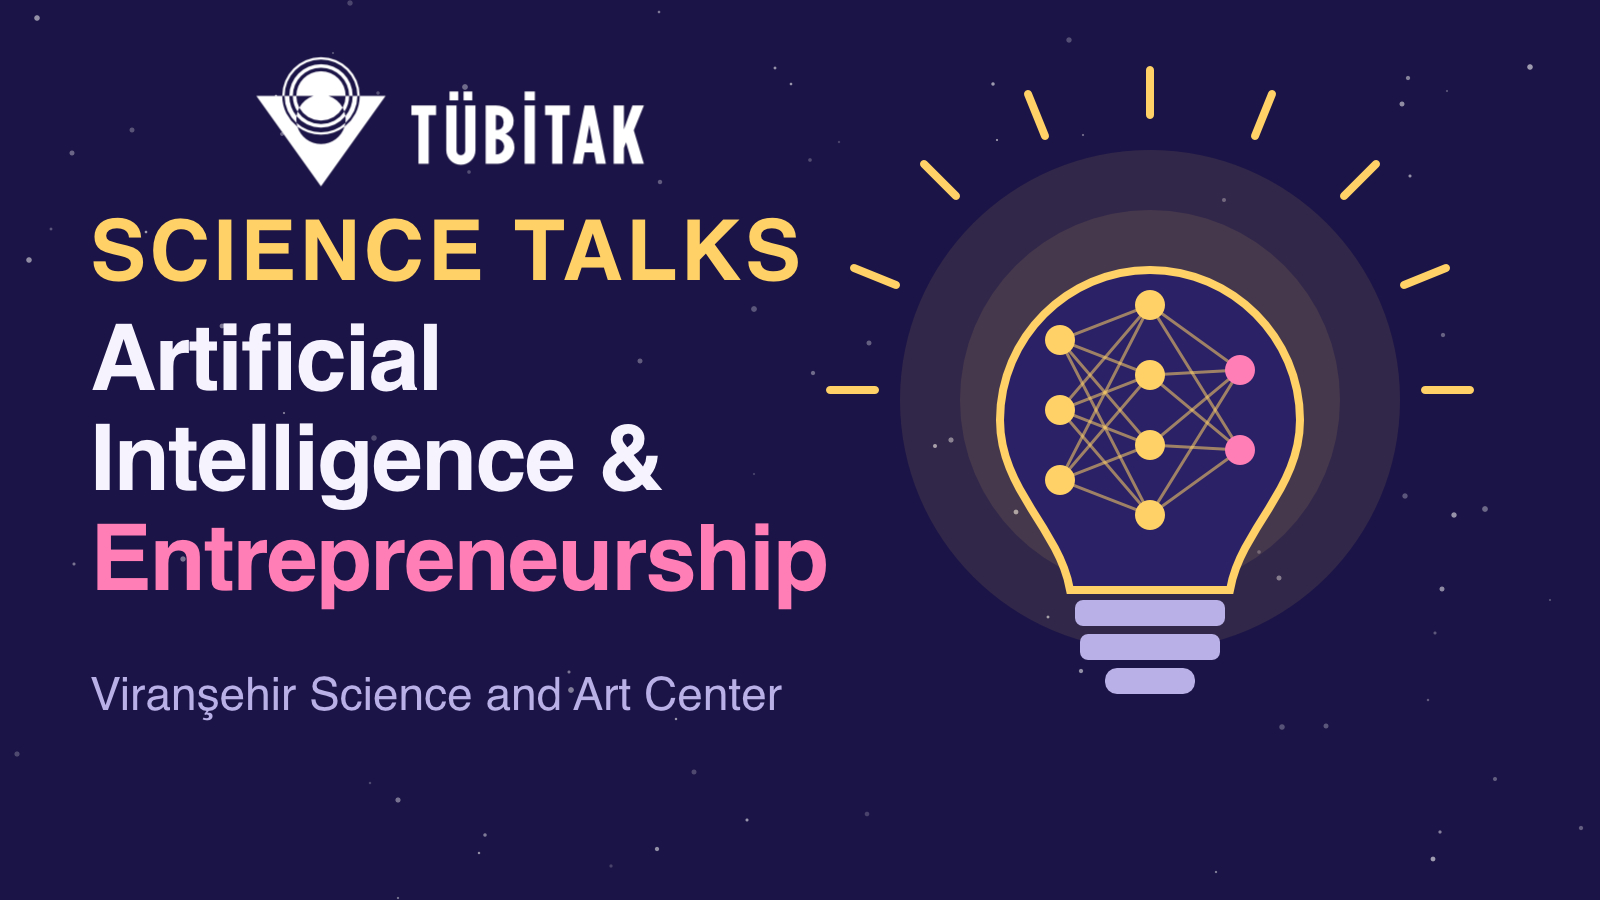 TÜBİTAK
SCIENCE TALKS
Artificial
Intelligence &
Entrepreneurship
Viranşehir Science and Art Center